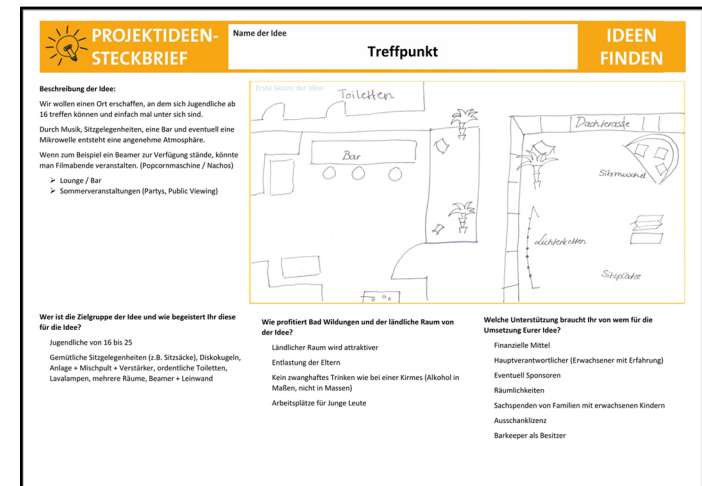 PROJEKTIDEEN-
STECKBRIEF
Name der Idee
Treffpunkt
IDEEN
FINDEN
Beschreibung der Idee:
Wir wollen einen Ort erschaffen, an dem sich Jugendliche ab
16 treffen können und einfach mal unter sich sind.
Durch Musik, Sitzgelegenheiten, eine Bar und eventuell eine
Mikrowelle entsteht eine angenehme Atmosphäre.
Wenn zum Beispiel ein Beamer zur Verfügung stände, könnte
man Filmabende veranstalten. (Popcornmaschine / Nachos)
➢ Lounge / Bar
➢ Sommerveranstaltungen (Partys, Public Viewing)
Erste Skizze der Idee:
Toiletten
Bar
Dachterasse
Sitzmuschel
Lichterketten
Sitzplätze
Wer ist die Zielgruppe der Idee und wie begeistert Ihr diese
für die Idee?
Jugendliche von 16 bis 25
Gemütliche Sitzgelegenheiten (z.B. Sitzsäcke), Diskokugeln,
Anlage + Mischpult + Verstärker, ordentliche Toiletten,
Lavalampen, mehrere Räume, Beamer + Leinwand
Wie profitiert Bad Wildungen und der ländliche Raum von
der Idee?
Ländlicher Raum wird attraktiver
Entlastung der Eltern
Kein zwanghaftes Trinken wie bei einer Kirmes (Alkohol in
Maßen, nicht in Massen)
Arbeitsplätze für Junge Leute
Welche Unterstützung braucht Ihr von wem für die
Umsetzung Eurer Idee?
Finanzielle Mittel
Hauptverantwortlicher (Erwachsener mit Erfahrung)
Eventuell Sponsoren
Räumlichkeiten
Sachspenden von Familien mit erwachsenen Kindern
Ausschanklizenz
Barkeeper als Besitzer